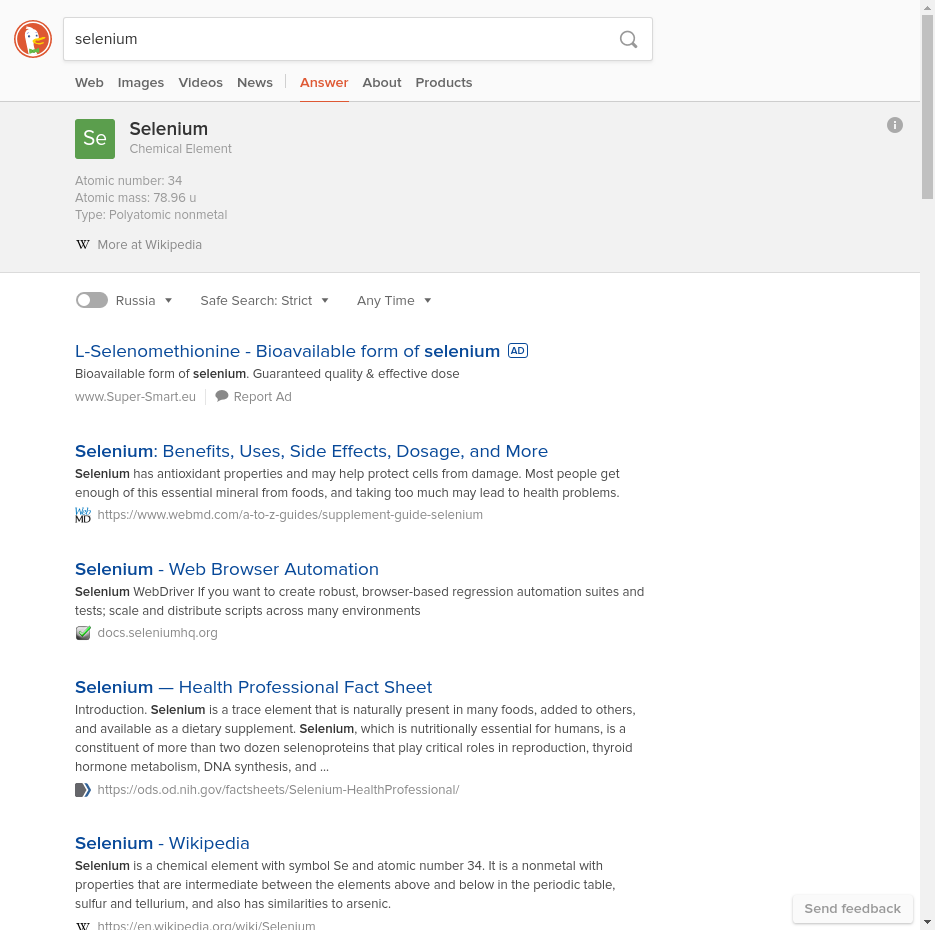 selenium
Web Images Videos News Answer About Products
Se
Selenium
Chemical Element
Atomic number: 34
Atomic mass: 78.96 u
Type: Polyatomic nonmetal
W More at Wikipedia
Russia Safe Search: Strict Any Time
L-Selenomethionine - Bioavailable form of selenium AD
Bioavailable form of selenium. Guaranteed quality & effective dose
www.Super-Smart.eu Report Ad
Selenium: Benefits, Uses, Side Effects, Dosage, and More
Selenium has antioxidant properties and may help protect cells from damage. Most people get
enough of this essential mineral from foods, and taking too much may lead to health problems.
Web
MD https://www.webmd.com/a-to-z-guides/supplement-guide-selenium
Selenium - Web Browser Automation
Selenium WebDriver If you want to create robust, browser-based regression automation suites and
tests; scale and distribute scripts across many environments
docs.seleniumhq.org
Selenium — Health Professional Fact Sheet
Introduction. Selenium is a trace element that is naturally present in many foods, added to others,
and available as a dietary supplement. Selenium, which is nutritionally essential for humans, is a
constituent of more than two dozen selenoproteins that play critical roles in reproduction, thyroid
hormone metabolism, DNA synthesis, and ...
https://ods.od.nih.gov/factsheets/Selenium-HealthProfessional/
Selenium - Wikipedia
Selenium is a chemical element with symbol Se and atomic number 34. It is a nonmetal with
properties that are intermediate between the elements above and below in the periodic table,
sulfur and tellurium, and also has similarities to arsenic.
W https://en.wikipedia.org/wiki/Selenium
Send feedback